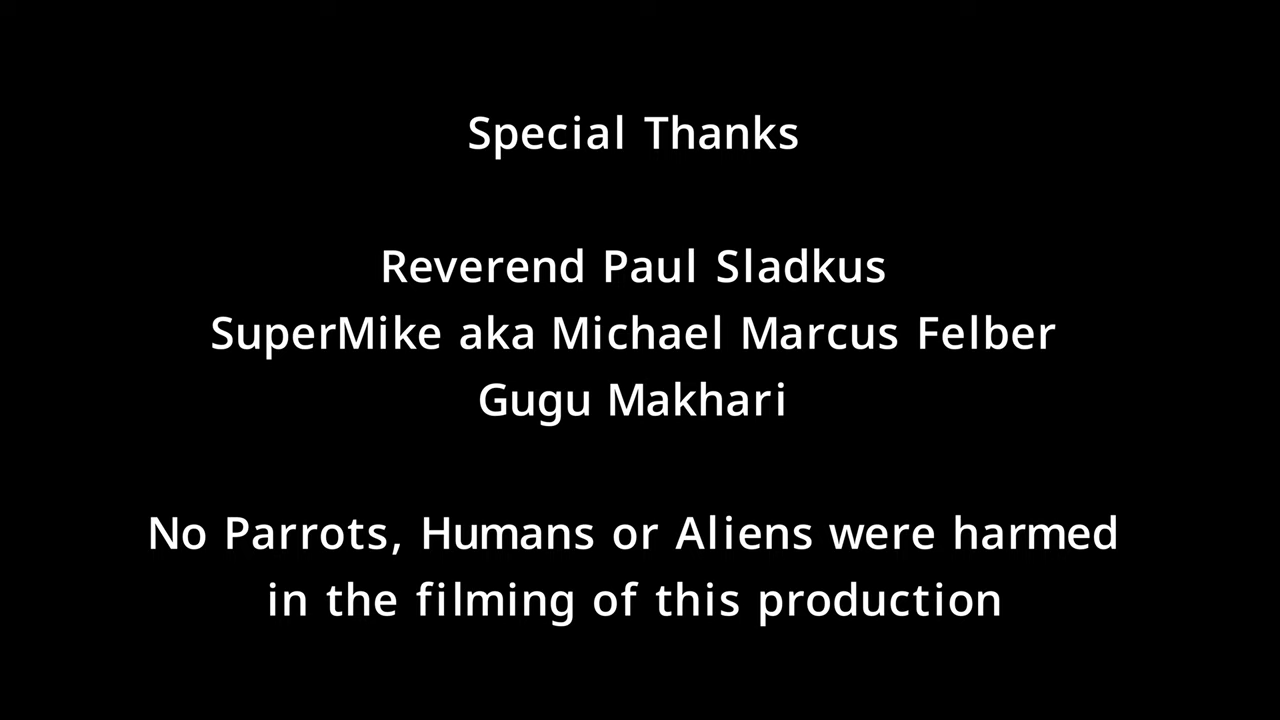 Special Thanks
Reverend Paul Sladkus
SuperMike aka Michael Marcus Felber
Gugu Makhari
No Parrots, Humans or Aliens were harmed
in the filming of this production